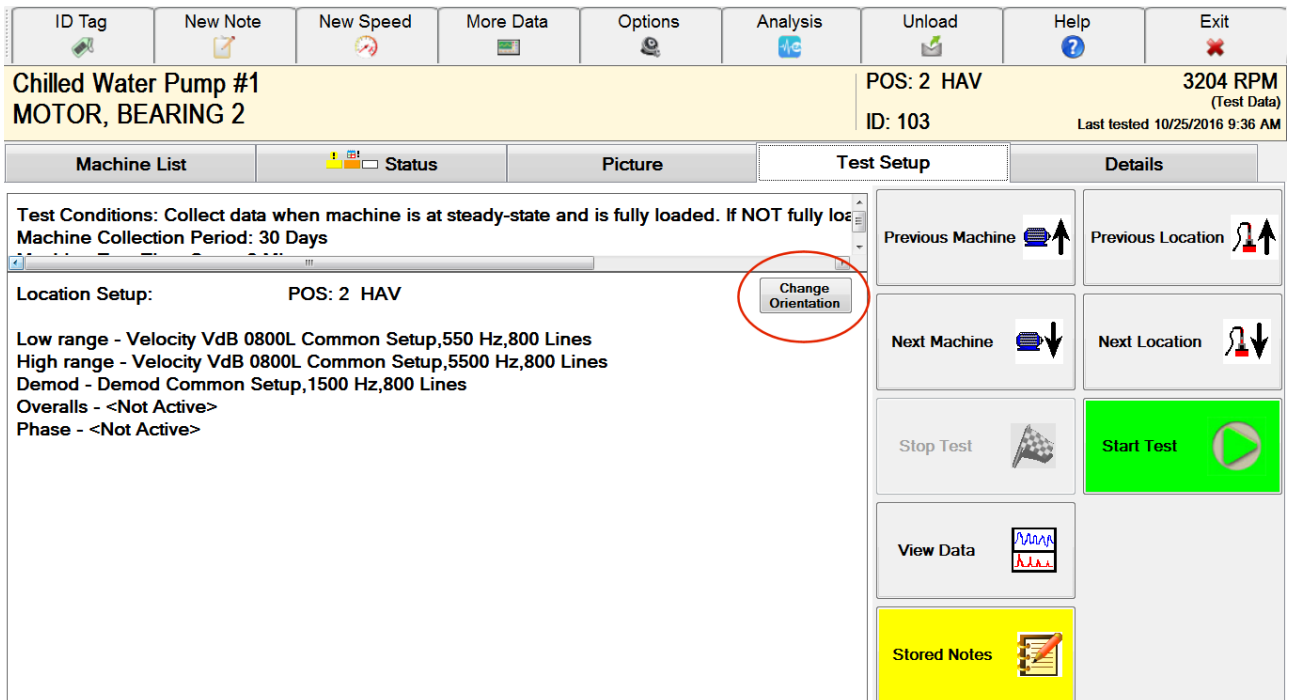 ID Tag New Note New Speed More Data Options Analysis Unload Help Exit
Chilled Water Pump #1
MOTOR, BEARING 2
POS: 2 HAV
ID: 103
3204 RPM
(Test Data)
Last tested 10/25/2016 9:36 AM
Machine List Status Picture Test Setup Details
Test Conditions: Collect data when machine is at steady-state and is fully loaded. If NOT fully loa
Machine Collection Period: 30 Days
Location Setup: POS: 2 HAV
Change
Orientation
Low range - Velocity VdB 0800L Common Setup,550 Hz,800 Lines
High range - Velocity VdB 0800L Common Setup,5500 Hz,800 Lines
Demod - Demod Common Setup,1500 Hz,800 Lines
Overalls - <Not Active>
Phase - <Not Active>
Previous Machine
Previous Location
Next Machine
Next Location
Stop Test
Start Test
View Data
Stored Notes